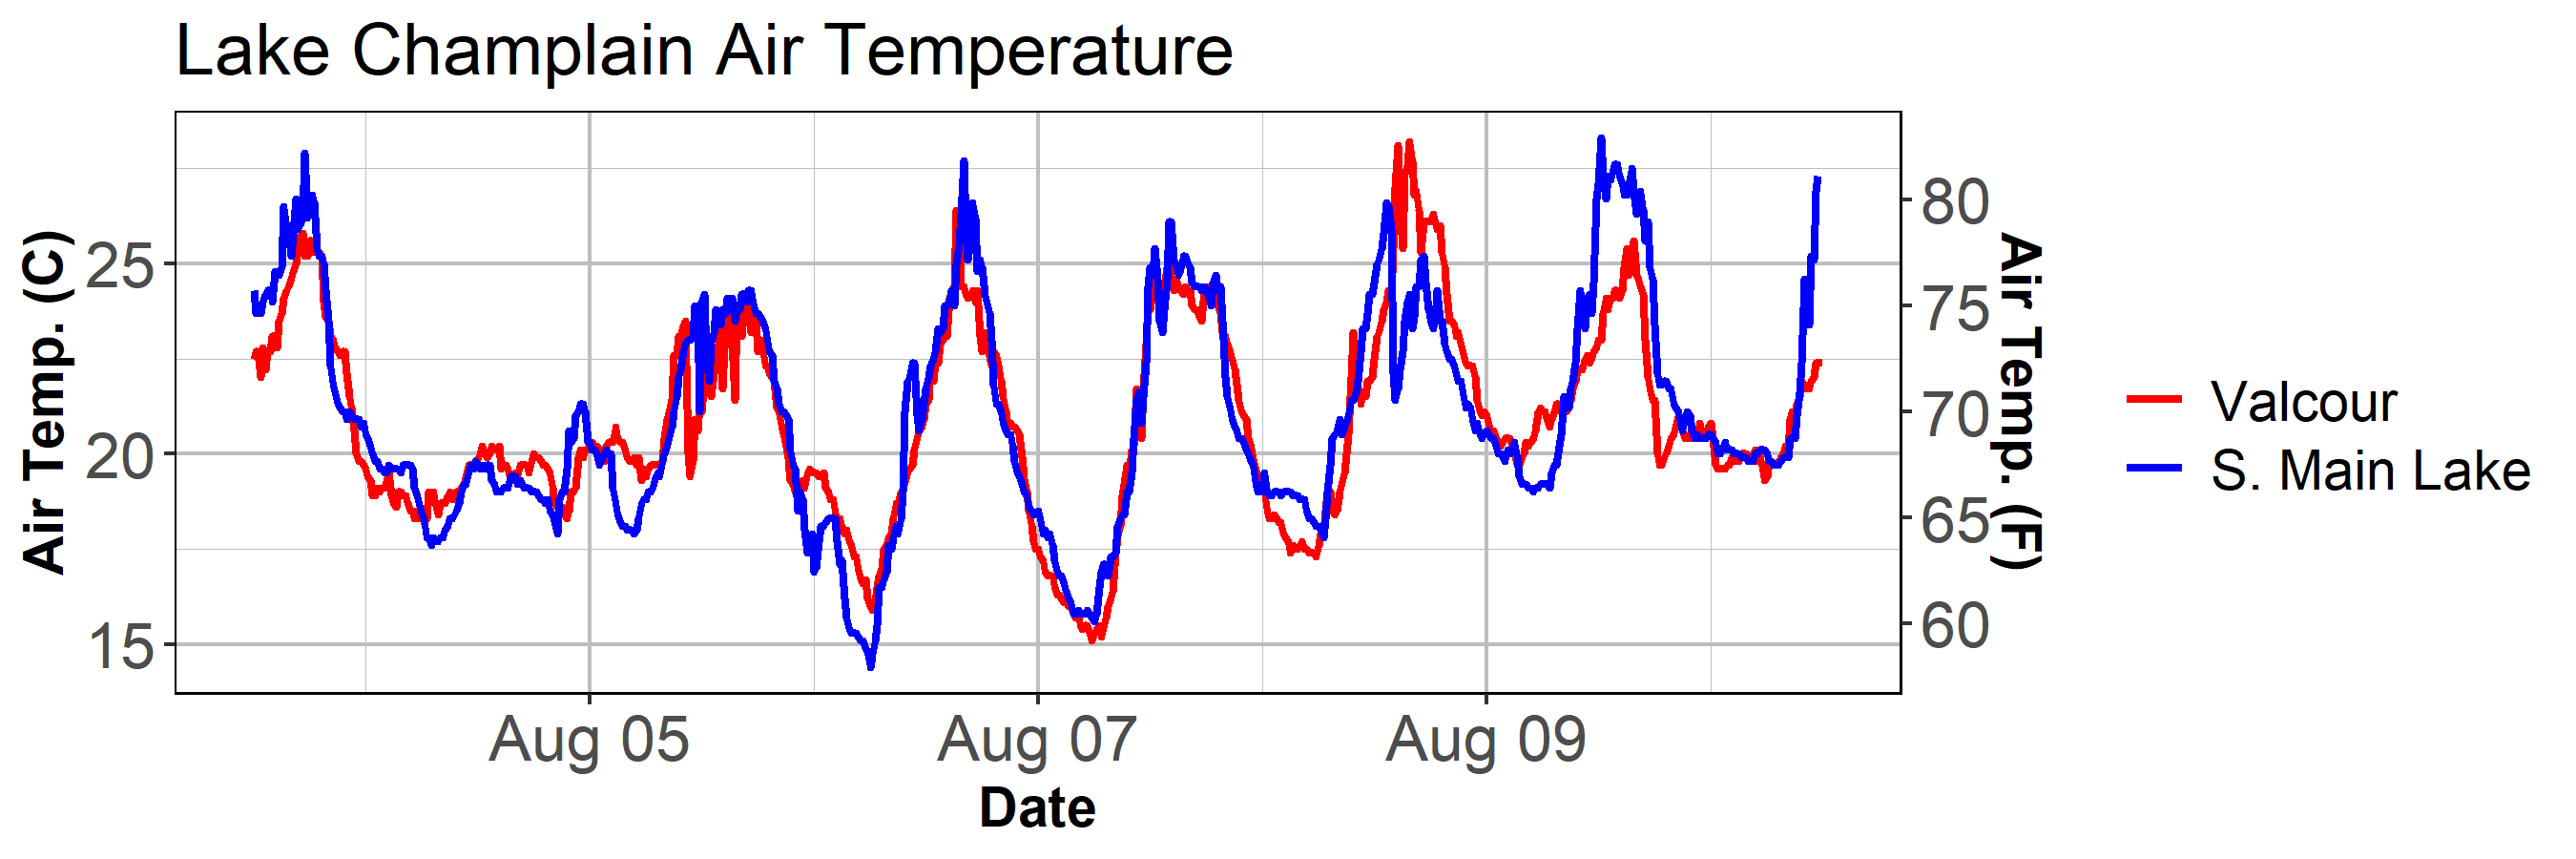 Lake Champlain Air Temperature
Air Temp. (C)
25
20
15
80
75
70
65
60
Air Temp. (F)
Aug 05
Aug 07
Aug 09
Date
Valcour
S. Main Lake